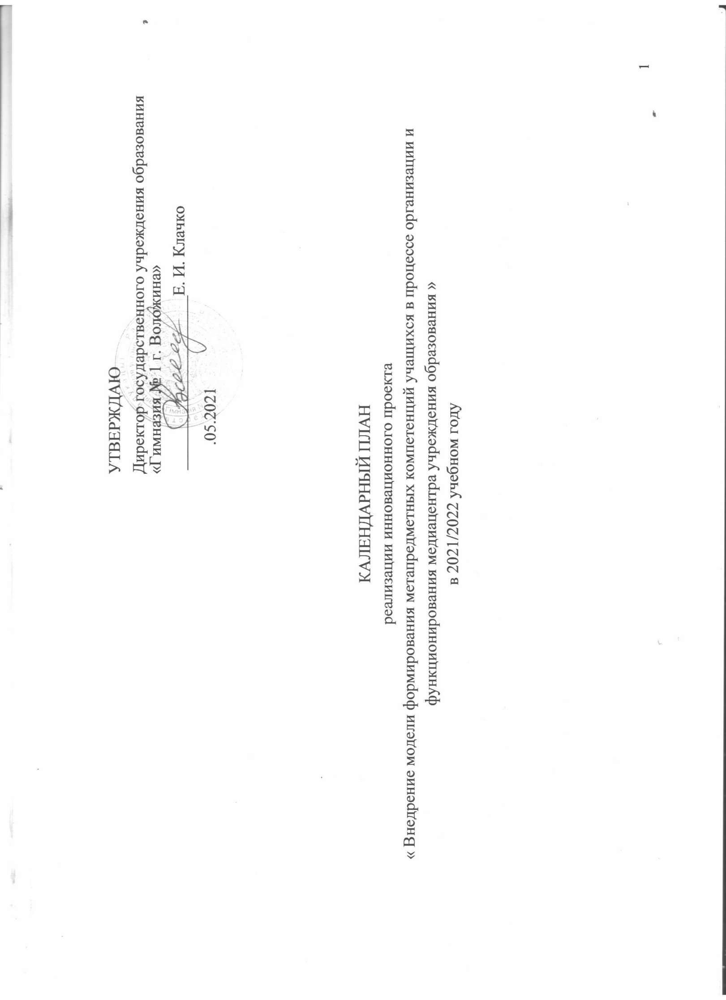 УТВЕРЖДАЮ
Директор государственного учреждения образования
«Гимназия № 1 г. Воложина»
Е. И. Клачко
.05.2021
КАЛЕНДАРНЫЙ ПЛАН
реализации инновационного проекта
« Внедрение модели формирования метапредметных компетенций учащихся в процессе организации и
функционирования медиацентра учреждения образования »
в 2021/2022 учебном году
1